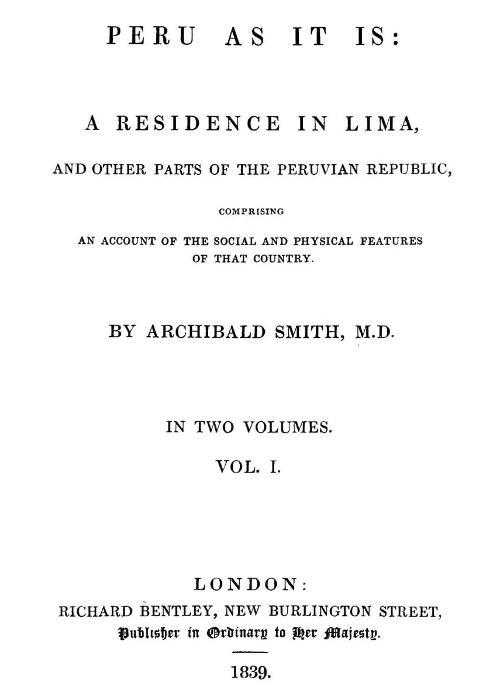 PERU AS IT IS:
A RESIDENCE IN LIMA,
AND OTHER PARTS OF THE PERUVIAN REPUBLIC,
COMPRISING
AN ACCOUNT OF THE SOCIAL AND PHYSICAL FEATURES
OF THAT COUNTRY.
BY ARCHIBALD SMITH, M.D.
IN TWO VOLUMES.
VOL. I.
LONDON:
RICHARD BENTLEY, NEW BURLINGTON STREET,
Publisher in Ordinary to Her Majesty.
1839.